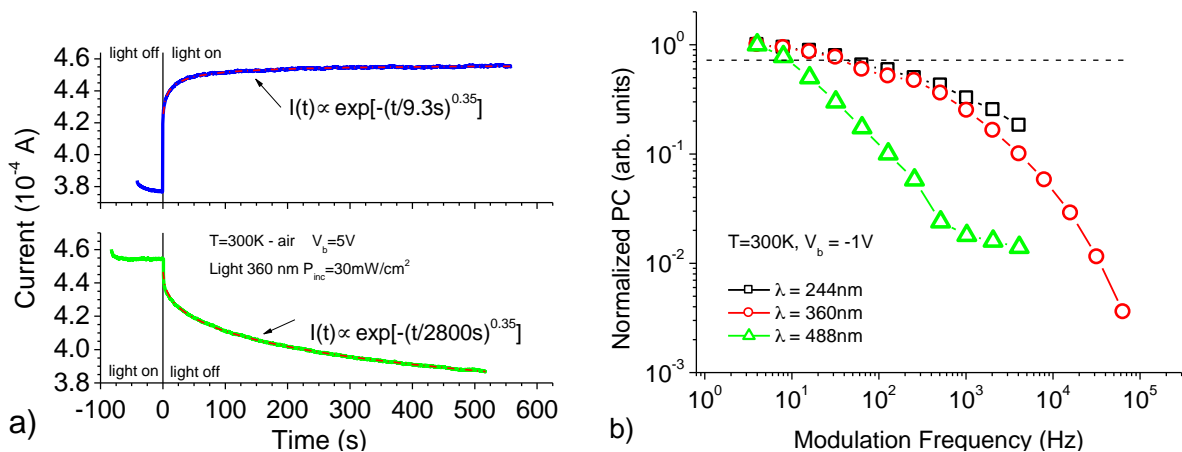 light off
light on
4.6
4.4
4.2
4.0
3.8
I(t)∝exp[-(t/9.3s)^0.35]
4.6
4.4
4.2
4.0
3.8
T=300K - air V_b=5V
Light 360 nm P_inc=30mW/cm^2
I(t)∝exp[-(t/2800s)^0.35]
light on
light off
-100 0 100 200 300 400 500 600
Time (s)
Current (10^-4 A)
a)
10^0
10^-1
10^-2
10^-3
Normalized PC (arb. units)
T=300K, V_b = -1V
λ = 244nm
λ = 360nm
λ = 488nm
10^0 10^1 10^2 10^3 10^4 10^5
Modulation Frequency (Hz)
b)